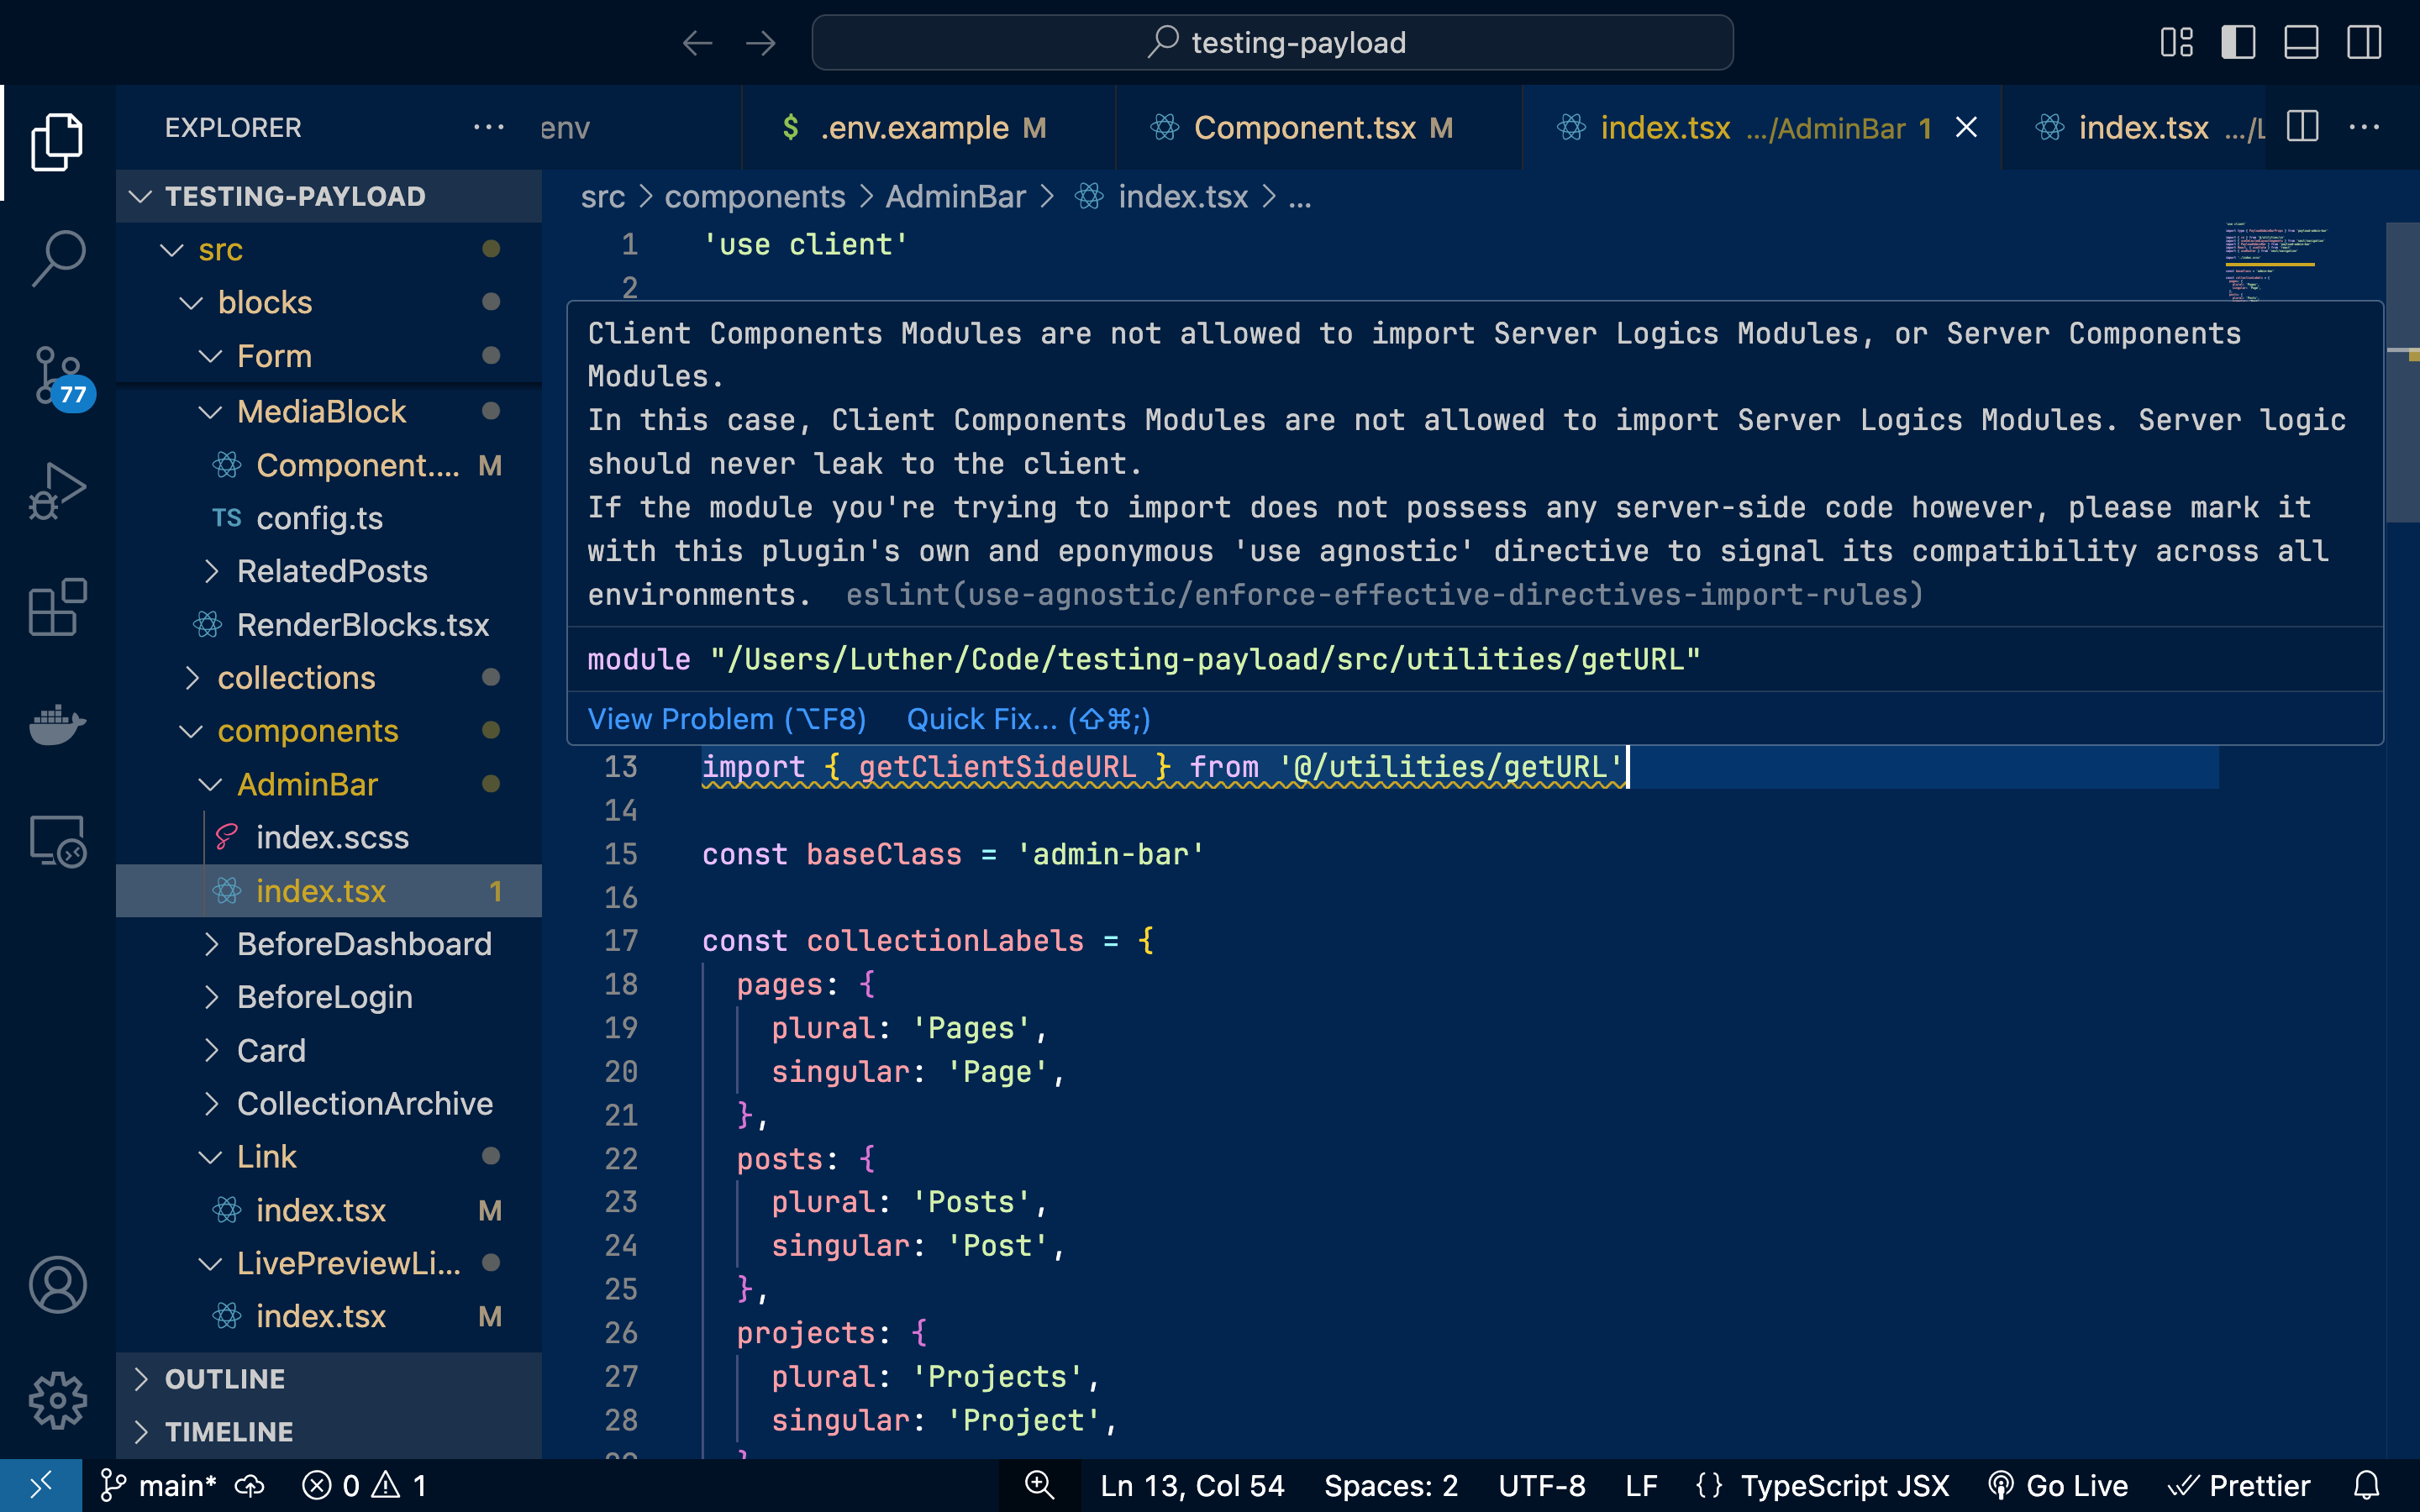 testing-payload
EXPLORER
env
$ .env.example M
Component.tsx M
index.tsx .../AdminBar 1
index.tsx .../L
TESTING-PAYLOAD
src > components > AdminBar > index.tsx > ...
src
blocks
Form
MediaBlock
Component.... M
TS config.ts
RelatedPosts
RenderBlocks.tsx
collections
components
AdminBar
index.scss
index.tsx 1
BeforeDashboard
BeforeLogin
Card
CollectionArchive
Link
index.tsx M
LivePreviewLi...
index.tsx M
OUTLINE
TIMELINE
77
1 'use client'
2
Client Components Modules are not allowed to import Server Logics Modules, or Server Components
Modules.
In this case, Client Components Modules are not allowed to import Server Logics Modules. Server logic
should never leak to the client.
If the module you're trying to import does not possess any server-side code however, please mark it
with this plugin's own and eponymous 'use agnostic' directive to signal its compatibility across all
environments. eslint(use-agnostic/enforce-effective-directives-import-rules)
module "/Users/Luther/Code/testing-payload/src/utilities/getURL"
View Problem (⌥F8) Quick Fix... (⇧⌘;)
13 import { getClientSideURL } from '@/utilities/getURL'
14
15 const baseClass = 'admin-bar'
16
17 const collectionLabels = {
18 pages: {
19 plural: 'Pages',
20 singular: 'Page',
21 },
22 posts: {
23 plural: 'Posts',
24 singular: 'Post',
25 },
26 projects: {
27 plural: 'Projects',
28 singular: 'Project',
main* 0 1
Ln 13, Col 54 Spaces: 2 UTF-8 LF {} TypeScript JSX Go Live Prettier